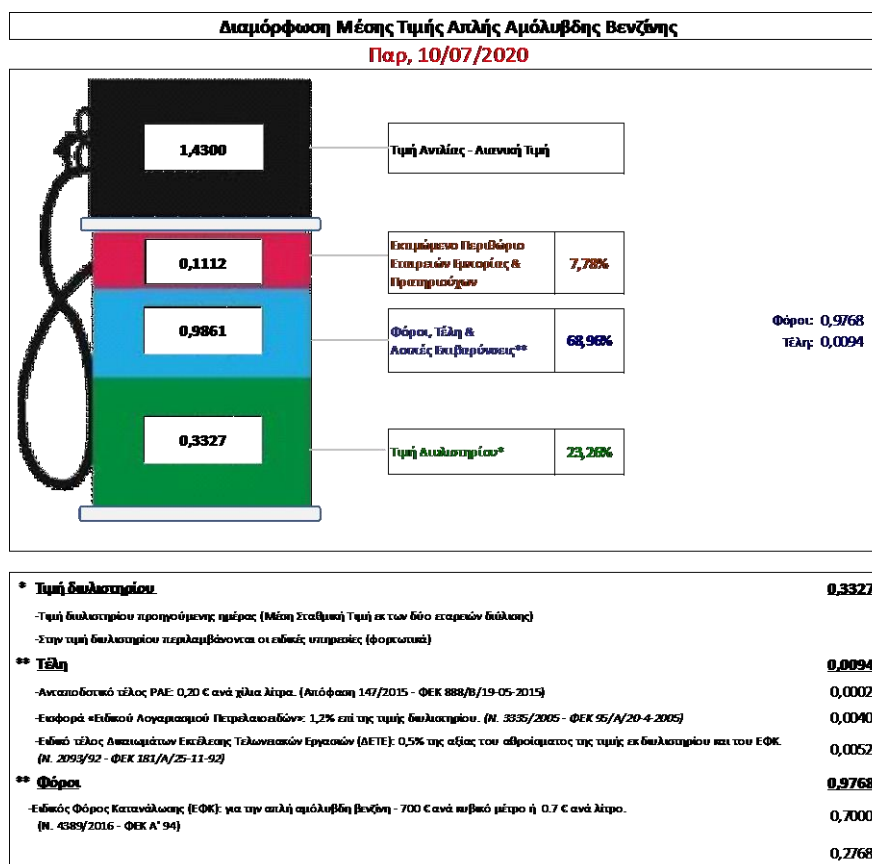 Διαμόρφωση Μέσης Τιμής Απλής Αμόλυβδης Βενζίνης
Παρ, 10/07/2020
1,4300
Τιμή Αντλίας - Λιανική Τιμή
0,1112
Εκτιμώμενο Περιθώριο
Εταιρειών Εμπορίας &
Πρατηριούχων
7,78%
0,9861
Φόροι, Τέλη &
Λοιπές Επιβαρύνσεις**
68,96%
Φόροι: 0,9768
Τέλη: 0,0094
0,3327
Τιμή Διυλιστηρίου*
23,26%
* Τιμή διυλιστηρίου 0,3327
-Τιμή διυλιστηρίου προηγούμενης ημέρας (Μέση Σταθμική Τιμή εκ των δύο εταρειών διύλισης)
-Στην τιμή διυλιστηρίου περιλαμβάνονται οι ειδικές υπηρεσίες (φορτωτικά)
** Τέλη 0,0094
-Ανταποδοτικό τέλος ΡΑΕ: 0,20 € ανά χίλια λίτρα. (Απόφαση 147/2015 - ΦΕΚ 888/Β/19-05-2015) 0,0002
-Εισφορά «Ειδικού Λογαριασμού Πετρελαιοειδών»: 1,2% επί της τιμής διυλιστηρίου. (Ν. 3335/2005 - ΦΕΚ 95/Α/20-4-2005) 0,0040
-Ειδικό τέλος Δικαιωμάτων Εκτέλεσης Τελωνειακών Εργασιών (ΔΕΤΕ): 0,5% της αξίας του αθροίσματος της τιμής εκ διυλιστηρίου και του ΕΦΚ. 0,0052
(Ν. 2093/92 - ΦΕΚ 181/Α/25-11-92)
** Φόροι 0,9768
-Ειδικός Φόρος Κατανάλωσης (ΕΦΚ): για την απλή αμόλυβδη βενζίνη - 700 € ανά κυβικό μέτρο ή 0.7 € ανά λίτρο. 0,7000
(Ν. 4389/2016 - ΦΕΚ Α' 94)
0,2768